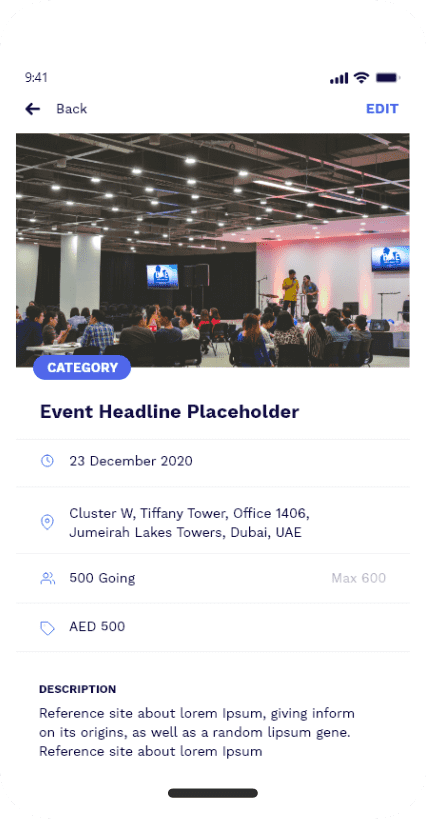 9:41
Back
EDIT
CATEGORY
Event Headline Placeholder
23 December 2020
Cluster W, Tiffany Tower, Office 1406,
Jumeirah Lakes Towers, Dubai, UAE
500 Going
Max 600
AED 500
DESCRIPTION
Reference site about lorem Ipsum, giving inform
on its origins, as well as a random lipsum gene.
Reference site about lorem Ipsum